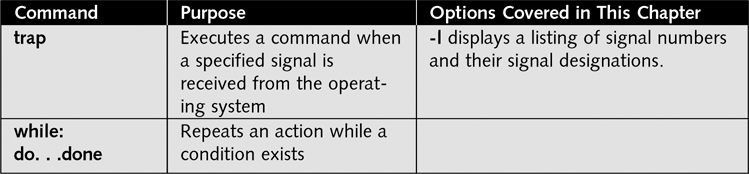 Command Purpose Options Covered in This Chapter
trap Executes a command when -l displays a listing of signal numbers
a specified signal is and their signal designations.
received from the operat-
ing system
while: Repeats an action while a
do. . .done condition exists